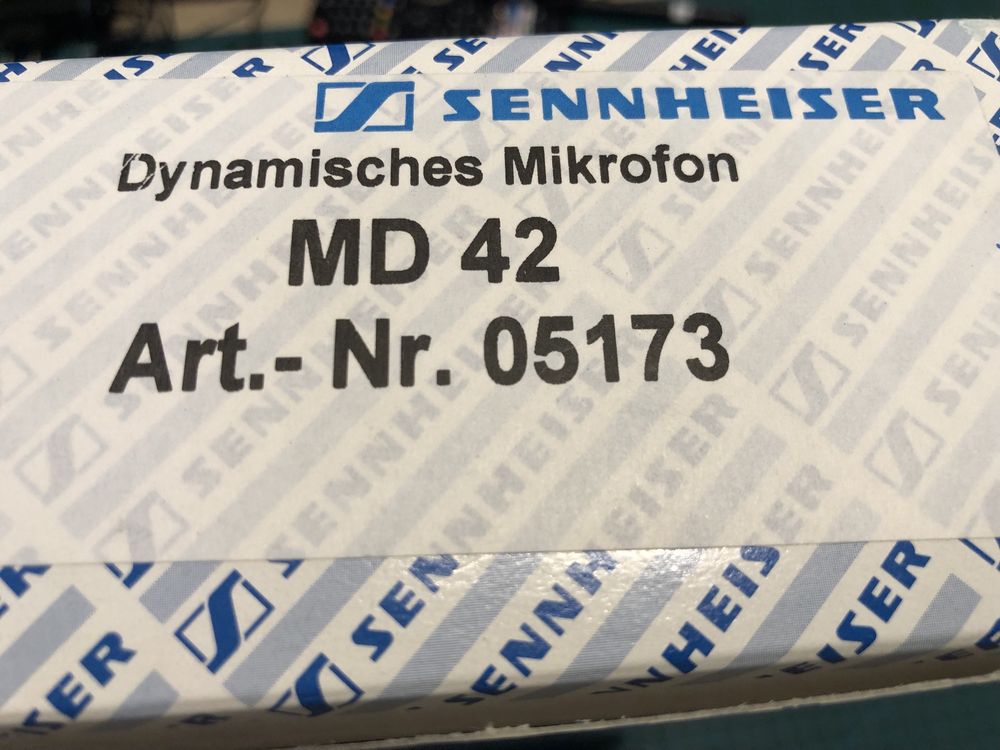 SENNHEISER
Dynamisches Mikrofon
MD 42
Art.- Nr. 05173